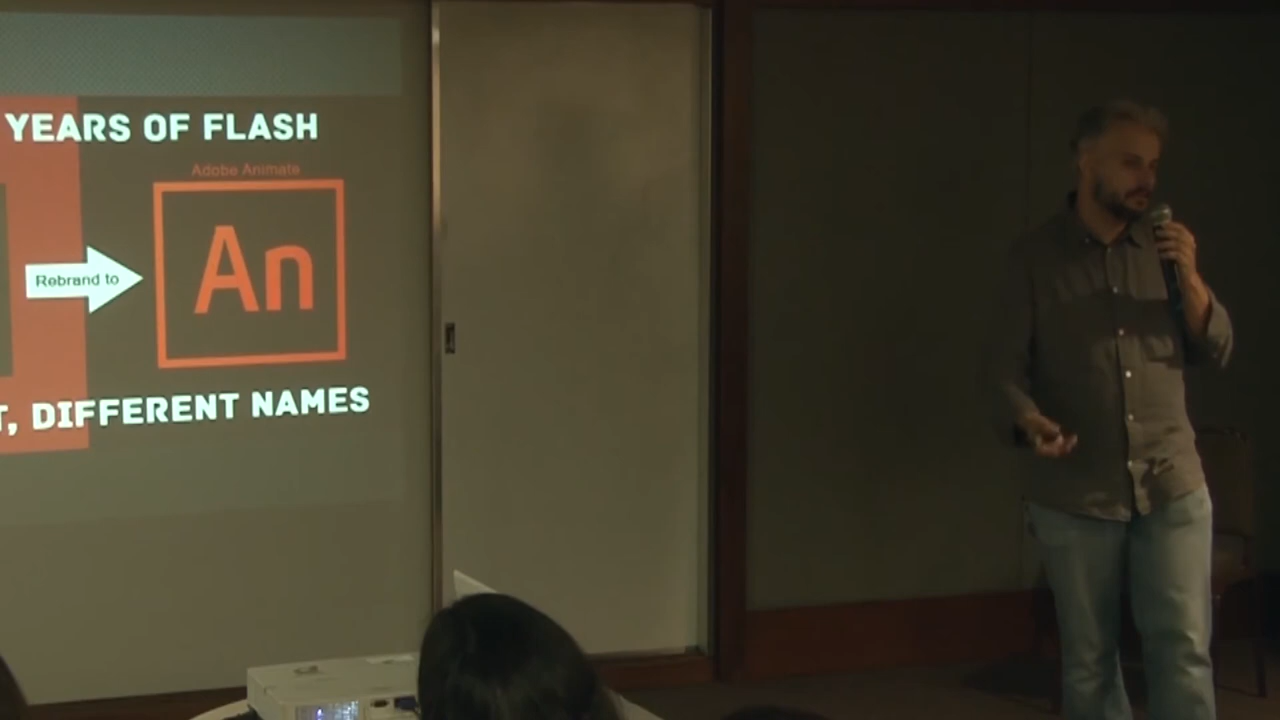 YEARS OF FLASH
Adobe Animate
An
Rebrand to
, DIFFERENT NAMES